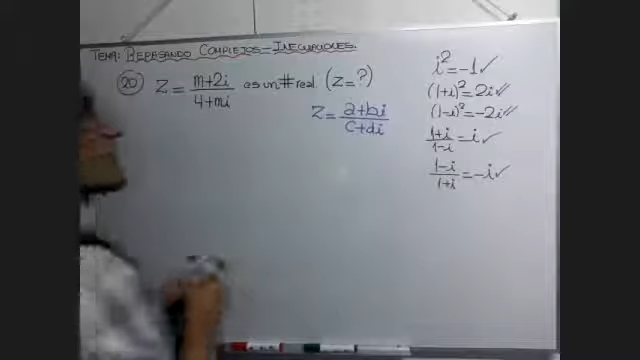 TEMA: REPASANDO COMPLEJOS – INECUACIONES.
20 Z = (m+2i)/(4+mi) es un # real (Z=?)
Z = (a+bi)/(c+di)
i² = -1 ✓
(1+i)² = 2i ✓
(1-i)² = -2i ✓
(1+i)/(1-i) = i ✓
(1-i)/(1+i) = -i ✓